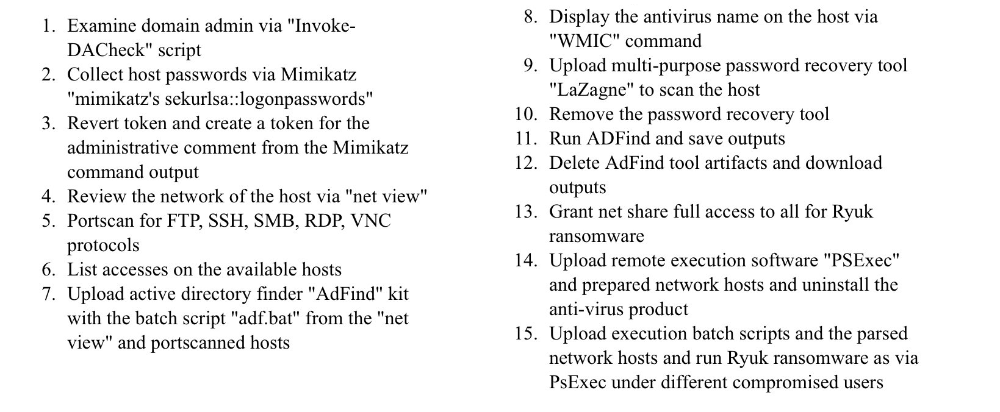 1. Examine domain admin via "Invoke-
DACheck" script
2. Collect host passwords via Mimikatz
"mimikatz's sekurlsa::logonpasswords"
3. Revert token and create a token for the
administrative comment from the Mimikatz
command output
4. Review the network of the host via "net view"
5. Portscan for FTP, SSH, SMB, RDP, VNC
protocols
6. List accesses on the available hosts
7. Upload active directory finder "AdFind" kit
with the batch script "adf.bat" from the "net
view" and portscanned hosts
8. Display the antivirus name on the host via
"WMIC" command
9. Upload multi-purpose password recovery tool
"LaZagne" to scan the host
10. Remove the password recovery tool
11. Run ADFind and save outputs
12. Delete AdFind tool artifacts and download
outputs
13. Grant net share full access to all for Ryuk
ransomware
14. Upload remote execution software "PSExec"
and prepared network hosts and uninstall the
anti-virus product
15. Upload execution batch scripts and the parsed
network hosts and run Ryuk ransomware as via
PsExec under different compromised users